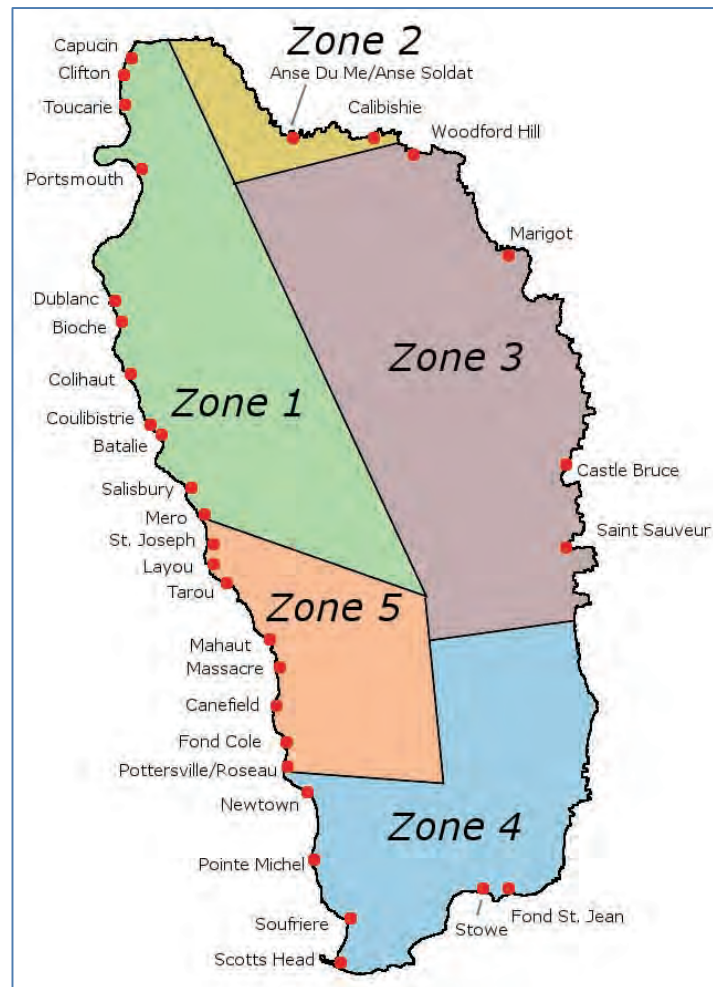 Zone 2
Capucin
Anse Du Me/Anse Soldat
Clifton
Toucarie
Calibishie
Woodford Hill
Portsmouth
Marigot
Dublanc
Bioche
Zone 3
Colihaut
Zone 1
Coulibistrie
Batalie
Castle Bruce
Salisbury
Mero
Saint Sauveur
St. Joseph
Layou
Tarou
Zone 5
Mahaut
Massacre
Canefield
Fond Cole
Pottersville/Roseau
Newtown
Zone 4
Pointe Michel
Soufriere
Stowe
Fond St. Jean
Scotts Head